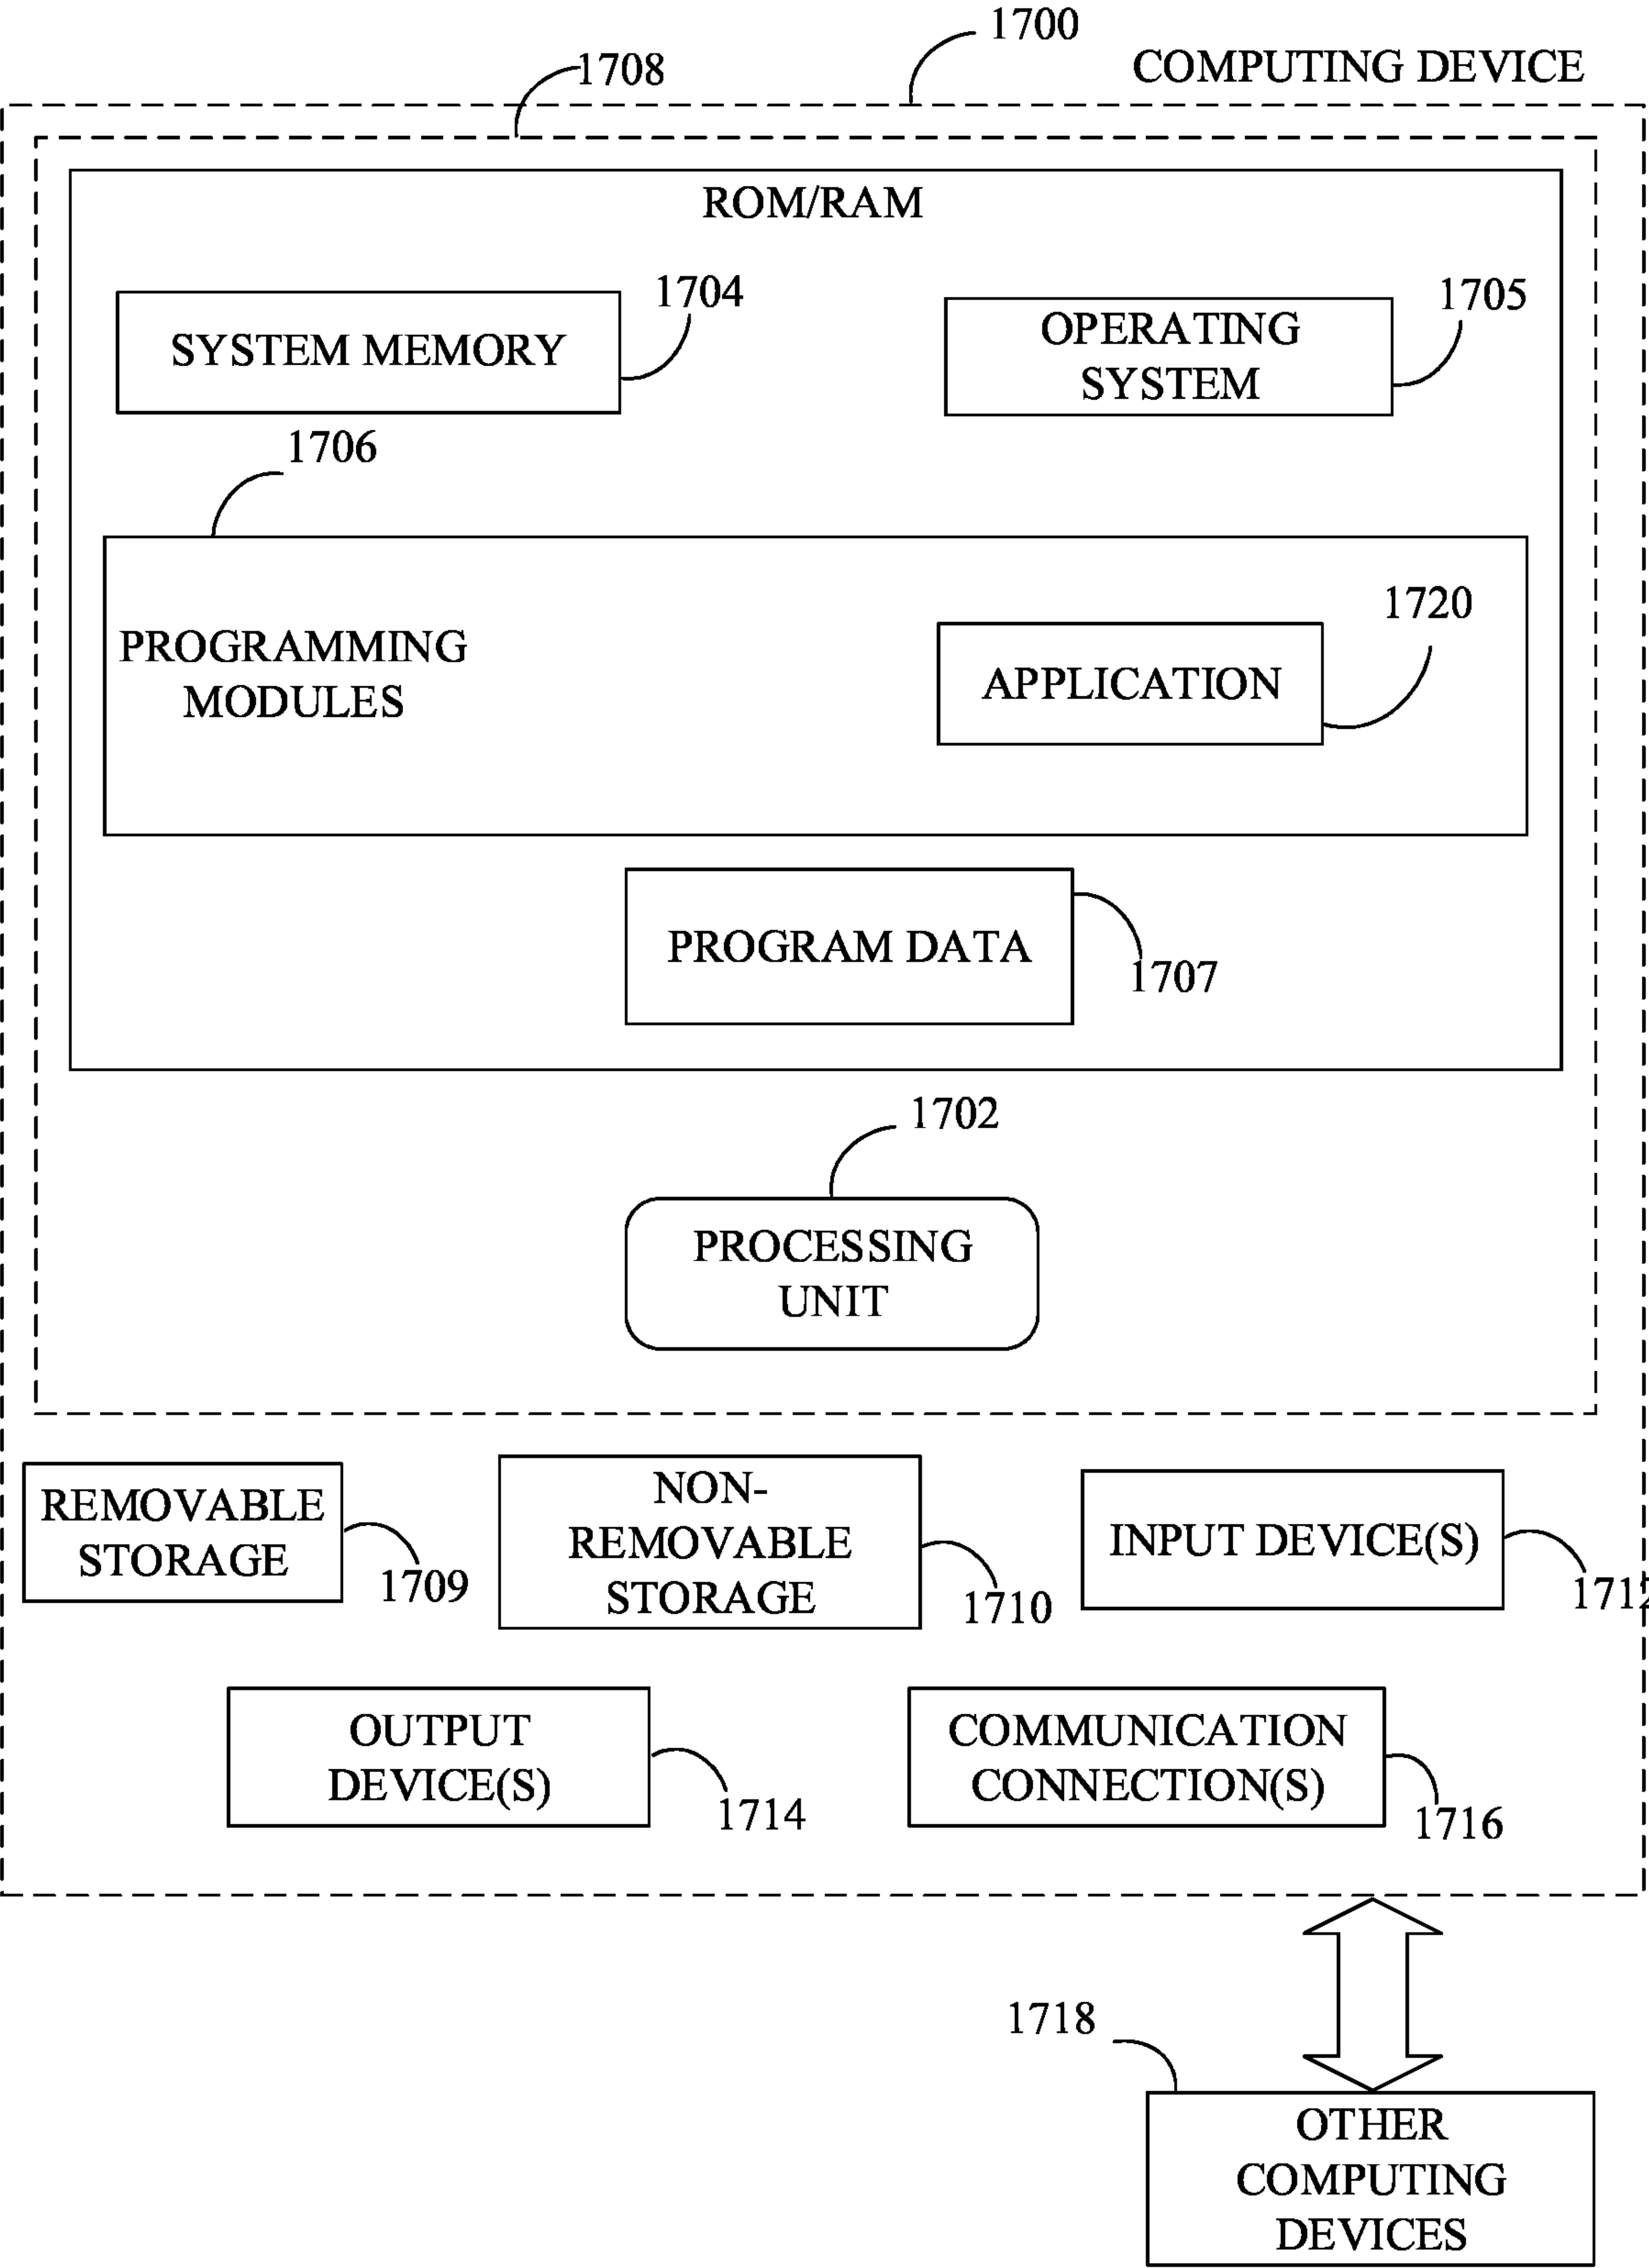 1700
COMPUTING DEVICE
1708
ROM/RAM
1704
SYSTEM MEMORY
1705
OPERATING
SYSTEM
1706
PROGRAMMING
MODULES
1720
APPLICATION
PROGRAM DATA
1707
1702
PROCESSING
UNIT
REMOVABLE
STORAGE
1709
NON-
REMOVABLE
STORAGE
1710
INPUT DEVICE(S)
1712
OUTPUT
DEVICE(S)
1714
COMMUNICATION
CONNECTION(S)
1716
1718
OTHER
COMPUTING
DEVICES